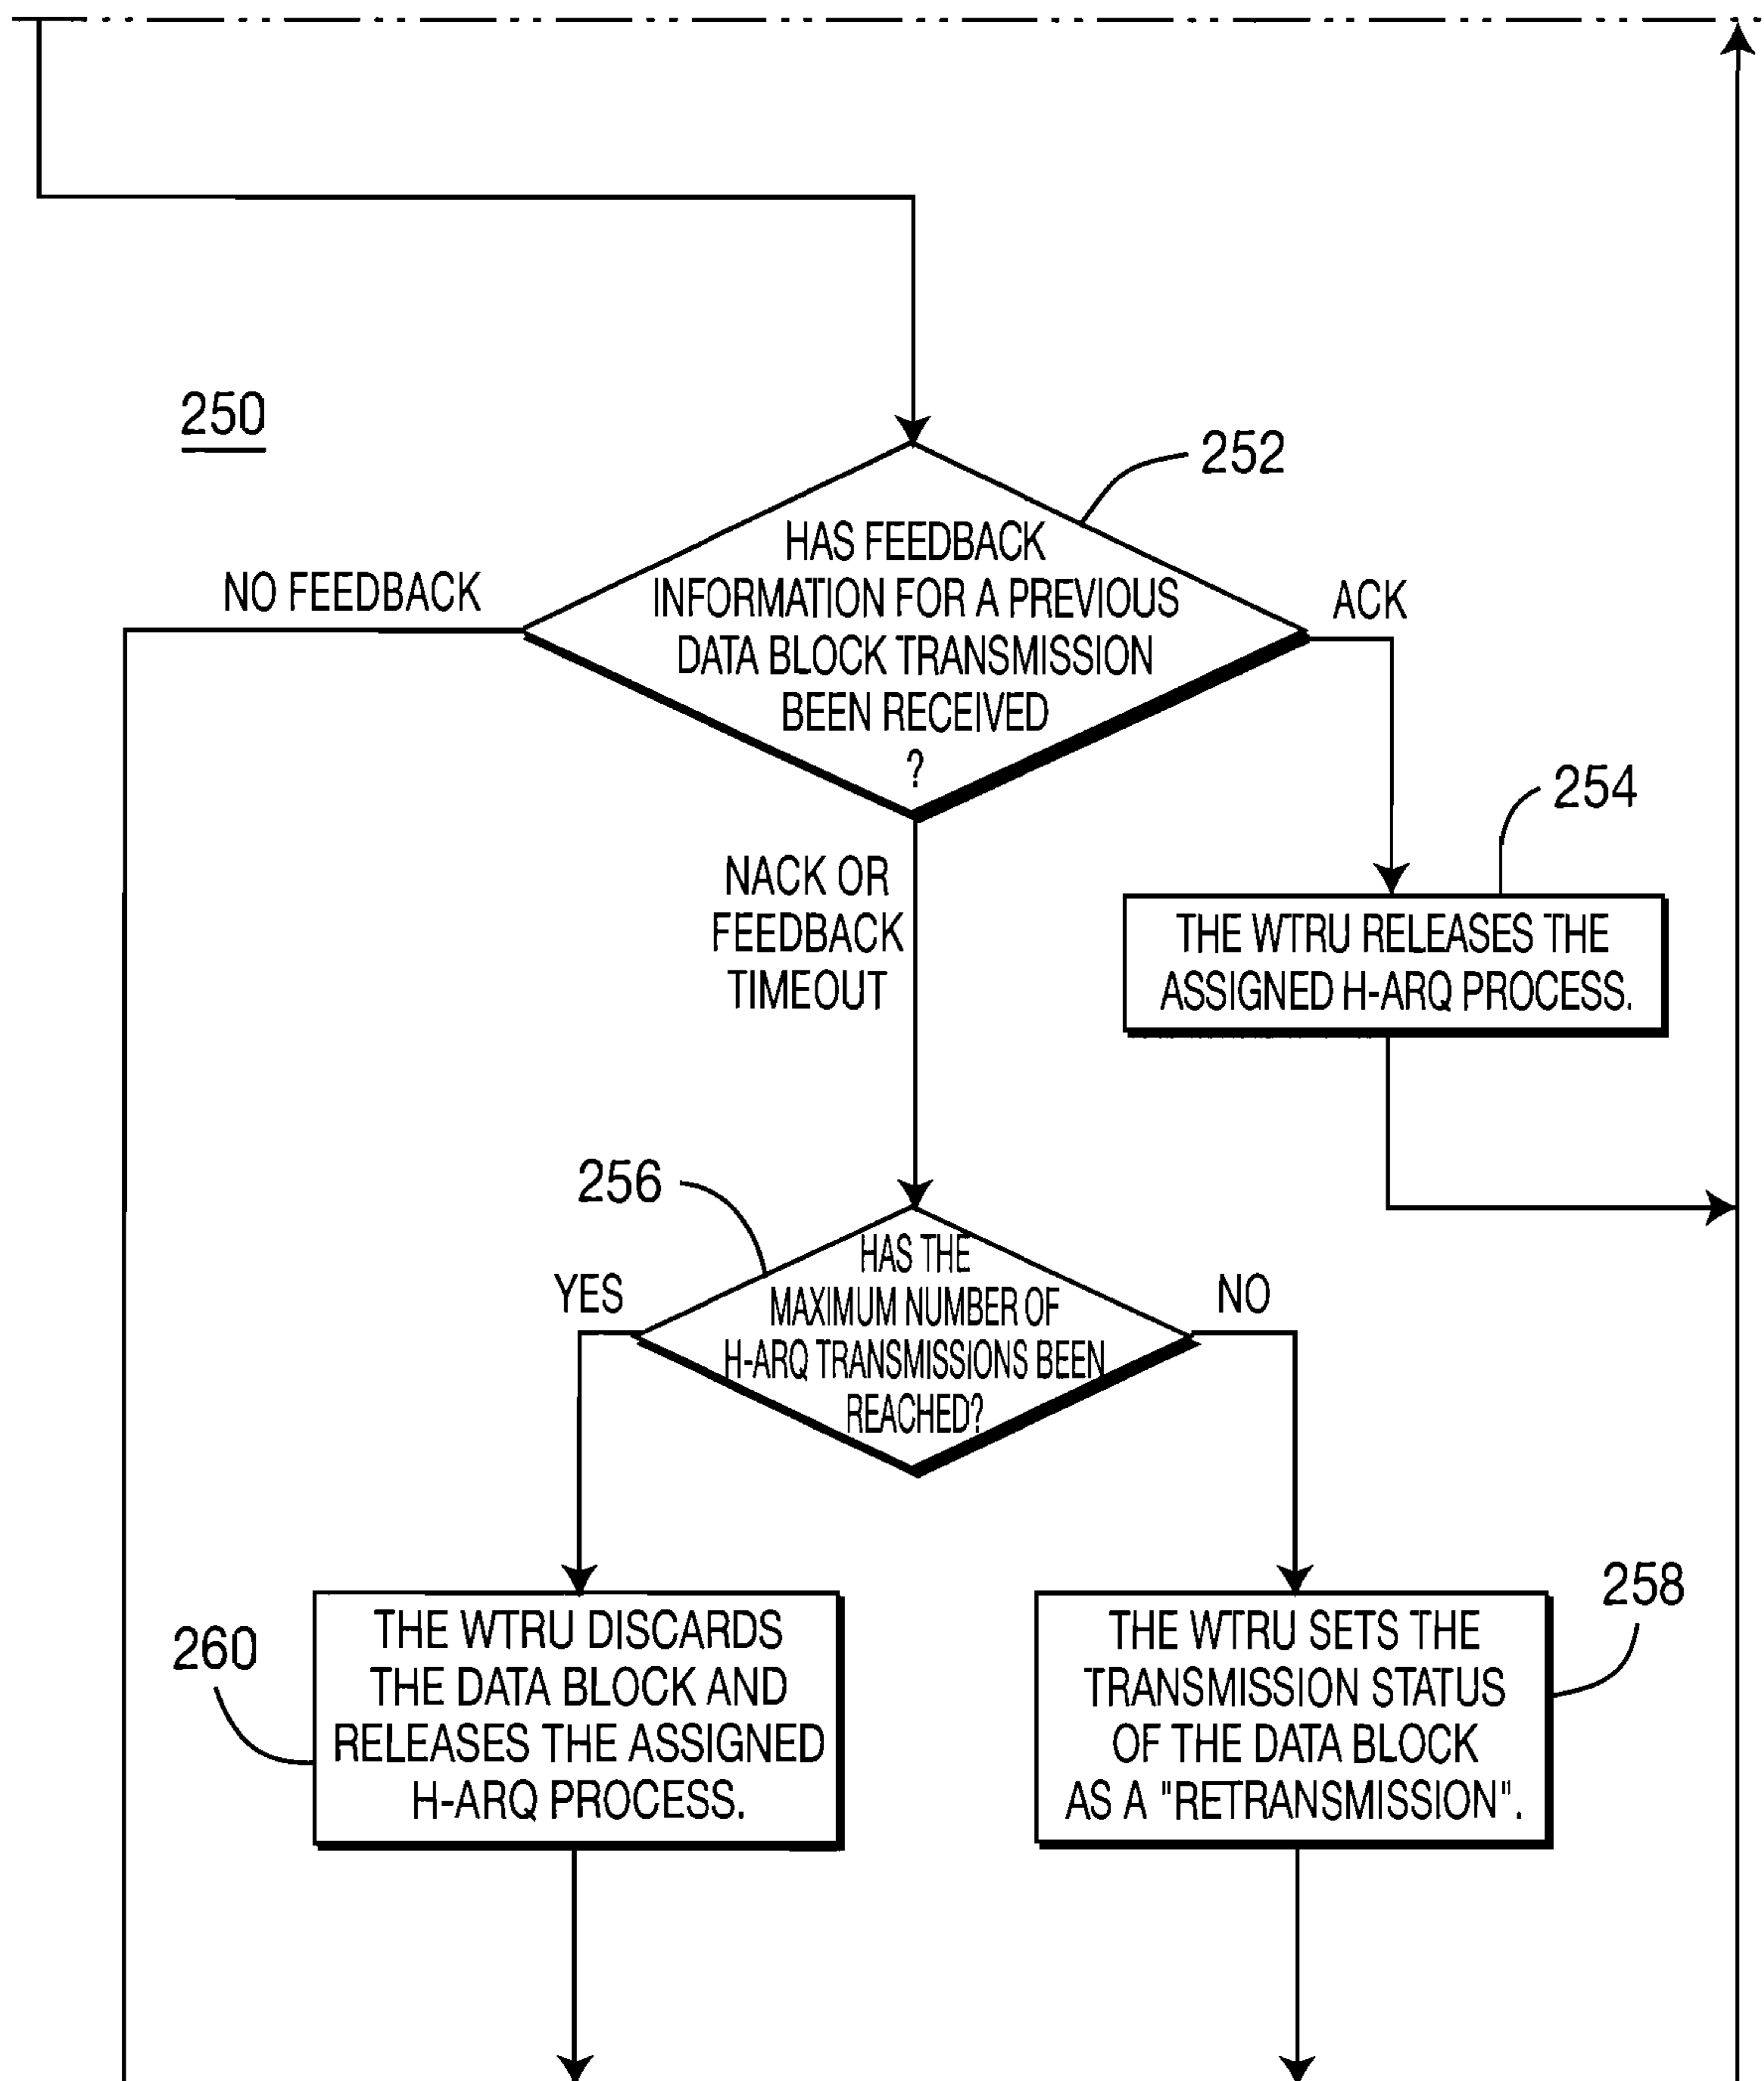 250
252
HAS FEEDBACK
INFORMATION FOR A PREVIOUS
DATA BLOCK TRANSMISSION
BEEN RECEIVED
?
NO FEEDBACK
ACK
254
NACK OR
FEEDBACK
TIMEOUT
THE WTRU RELEASES THE
ASSIGNED H-ARQ PROCESS.
256
HAS THE
MAXIMUM NUMBER OF
H-ARQ TRANSMISSIONS BEEN
REACHED?
YES
NO
260
THE WTRU DISCARDS
THE DATA BLOCK AND
RELEASES THE ASSIGNED
H-ARQ PROCESS.
258
THE WTRU SETS THE
TRANSMISSION STATUS
OF THE DATA BLOCK
AS A "RETRANSMISSION".